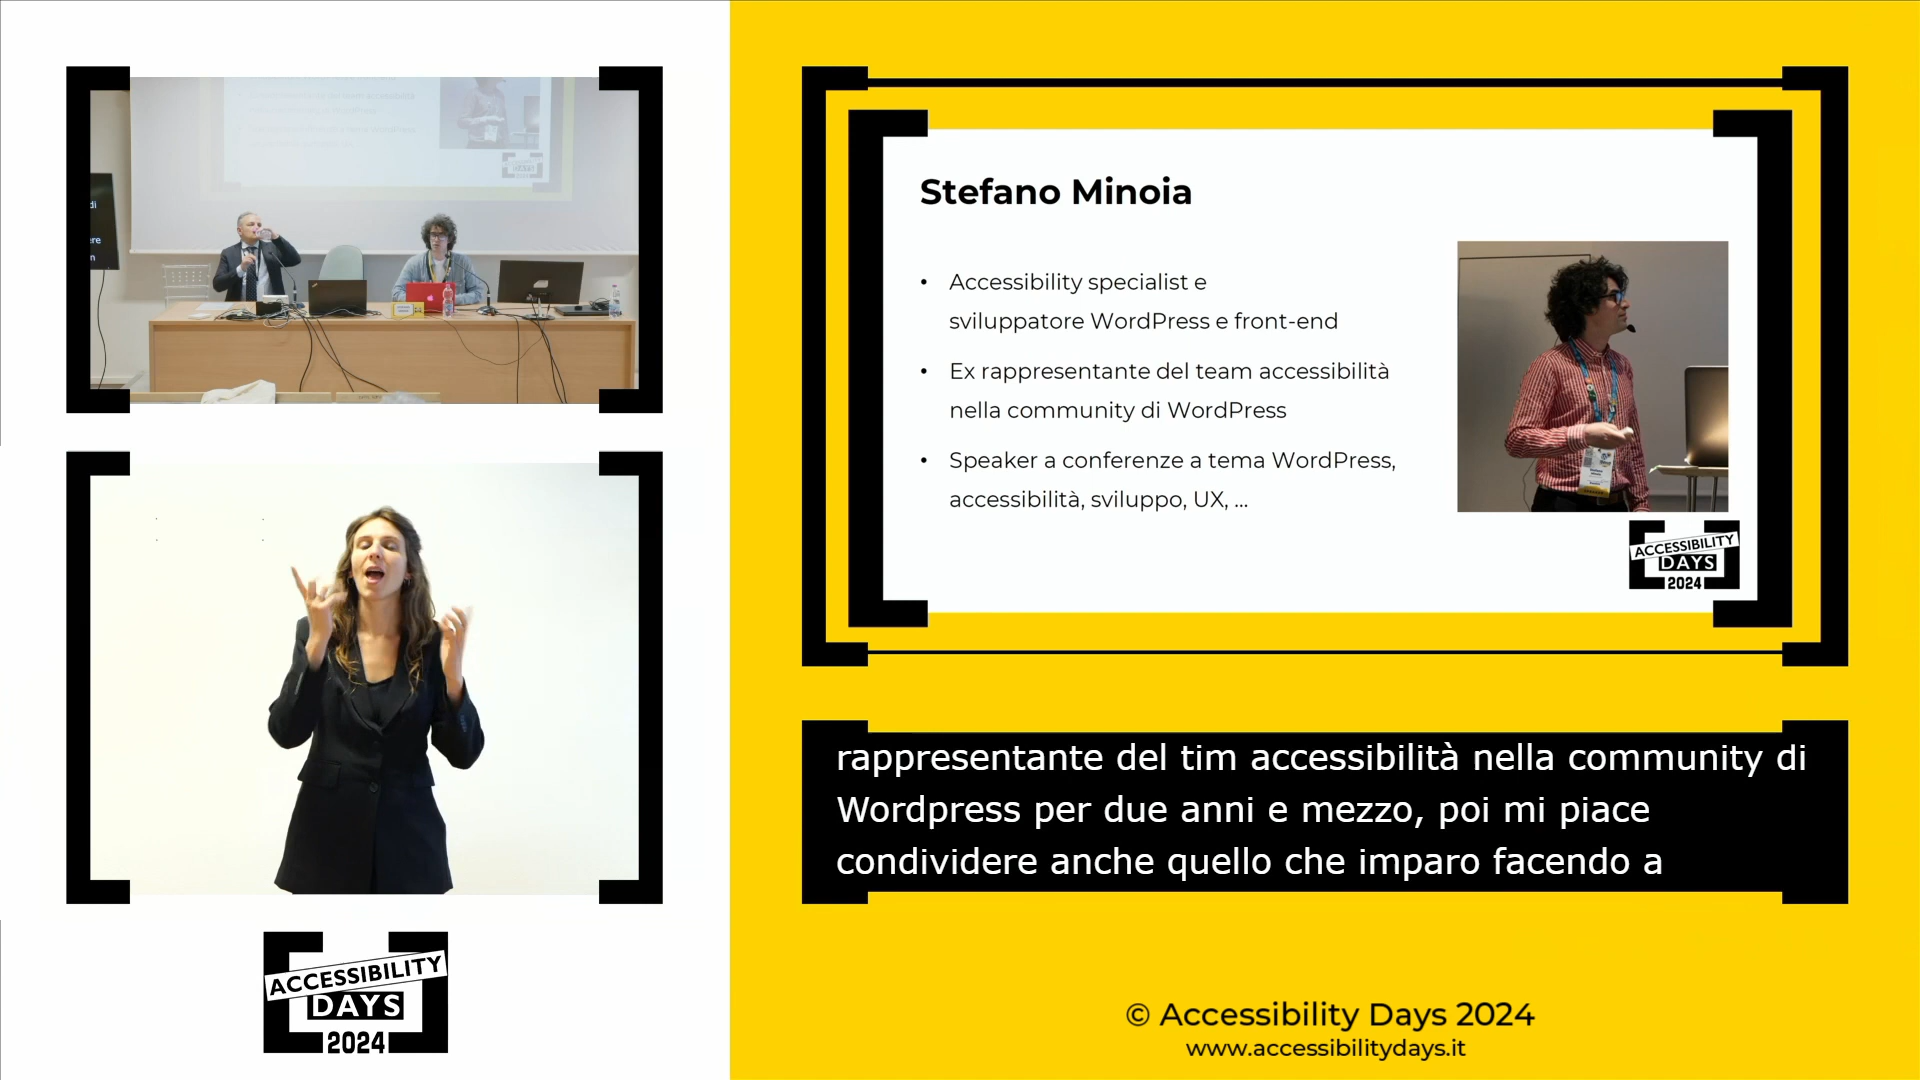 di
ere
n
Stefano Minoia
• Accessibility specialist e
sviluppatore WordPress e front-end
• Ex rappresentante del team accessibilità
nella community di WordPress
• Speaker a conferenze a tema WordPress,
accessibilità, sviluppo, UX, ...
ACCESSIBILITY
DAYS
2024
rappresentante del tim accessibilità nella community di
Wordpress per due anni e mezzo, poi mi piace
condividere anche quello che imparo facendo a
ACCESSIBILITY
DAYS
2024
© Accessibility Days 2024
www.accessibilitydays.it